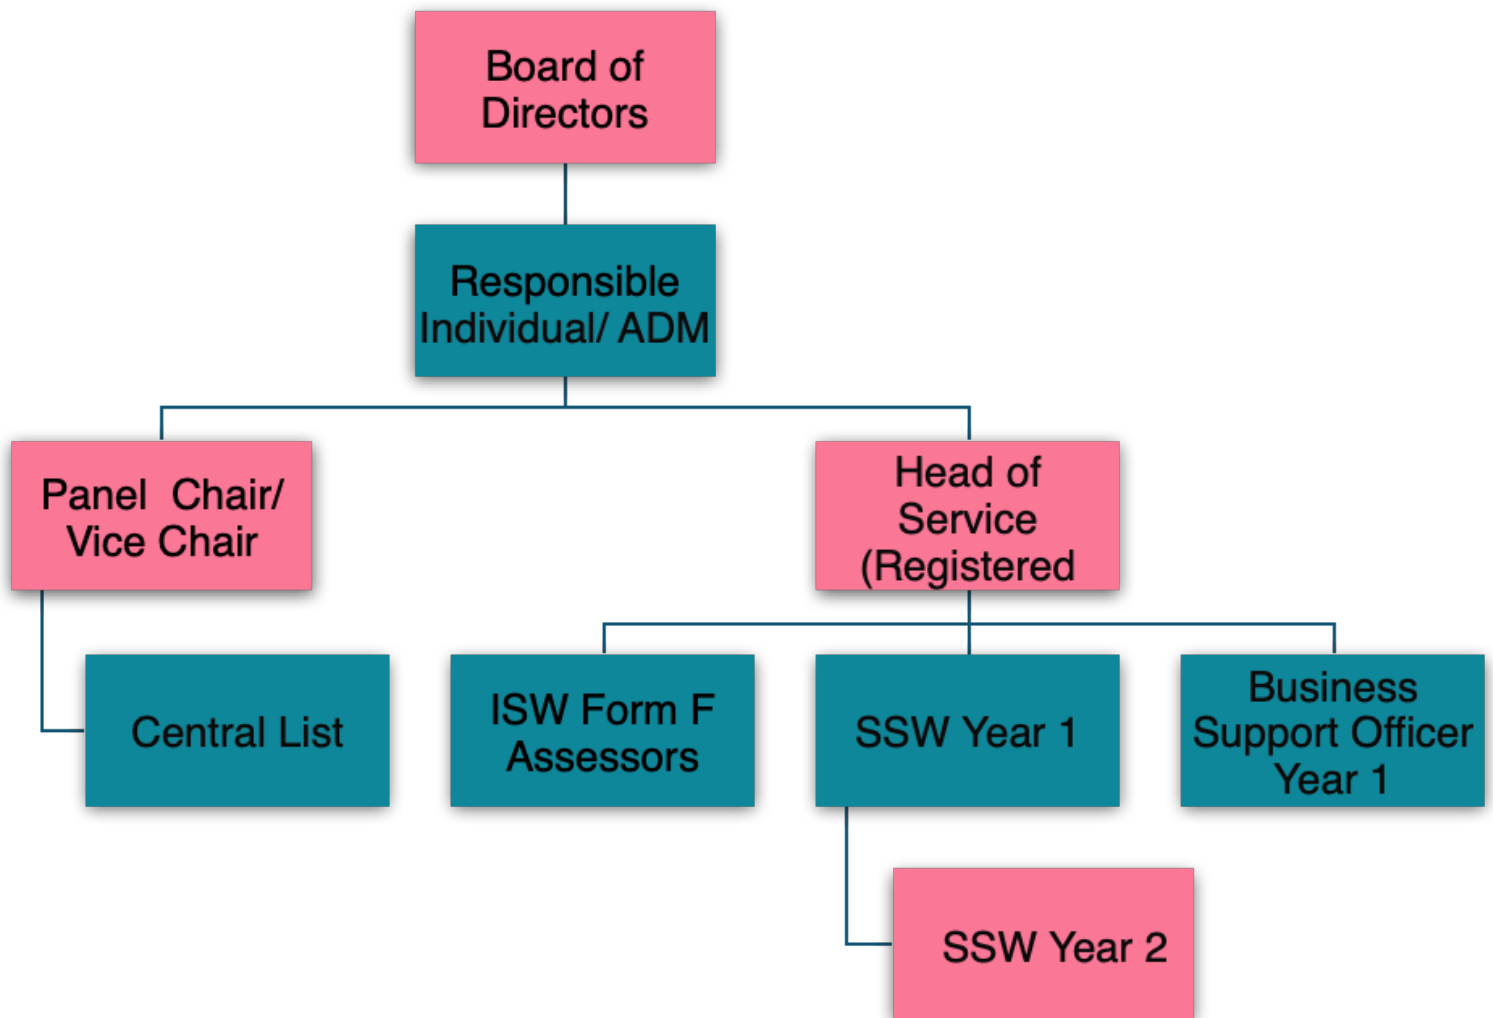 Board of
Directors
Responsible
Individual/ ADM
Panel  Chair/
Vice Chair
Head of
Service
(Registered
Central List
ISW Form F
Assessors
SSW Year 1
Business
Support Officer
Year 1
SSW Year 2